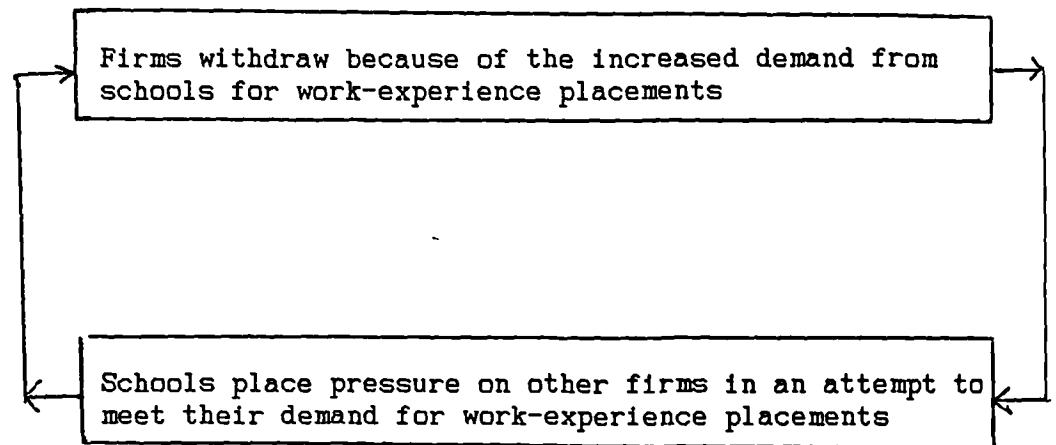 Firms withdraw because of the increased demand from
schools for work-experience placements
Schools place pressure on other firms in an attempt to
meet their demand for work-experience placements